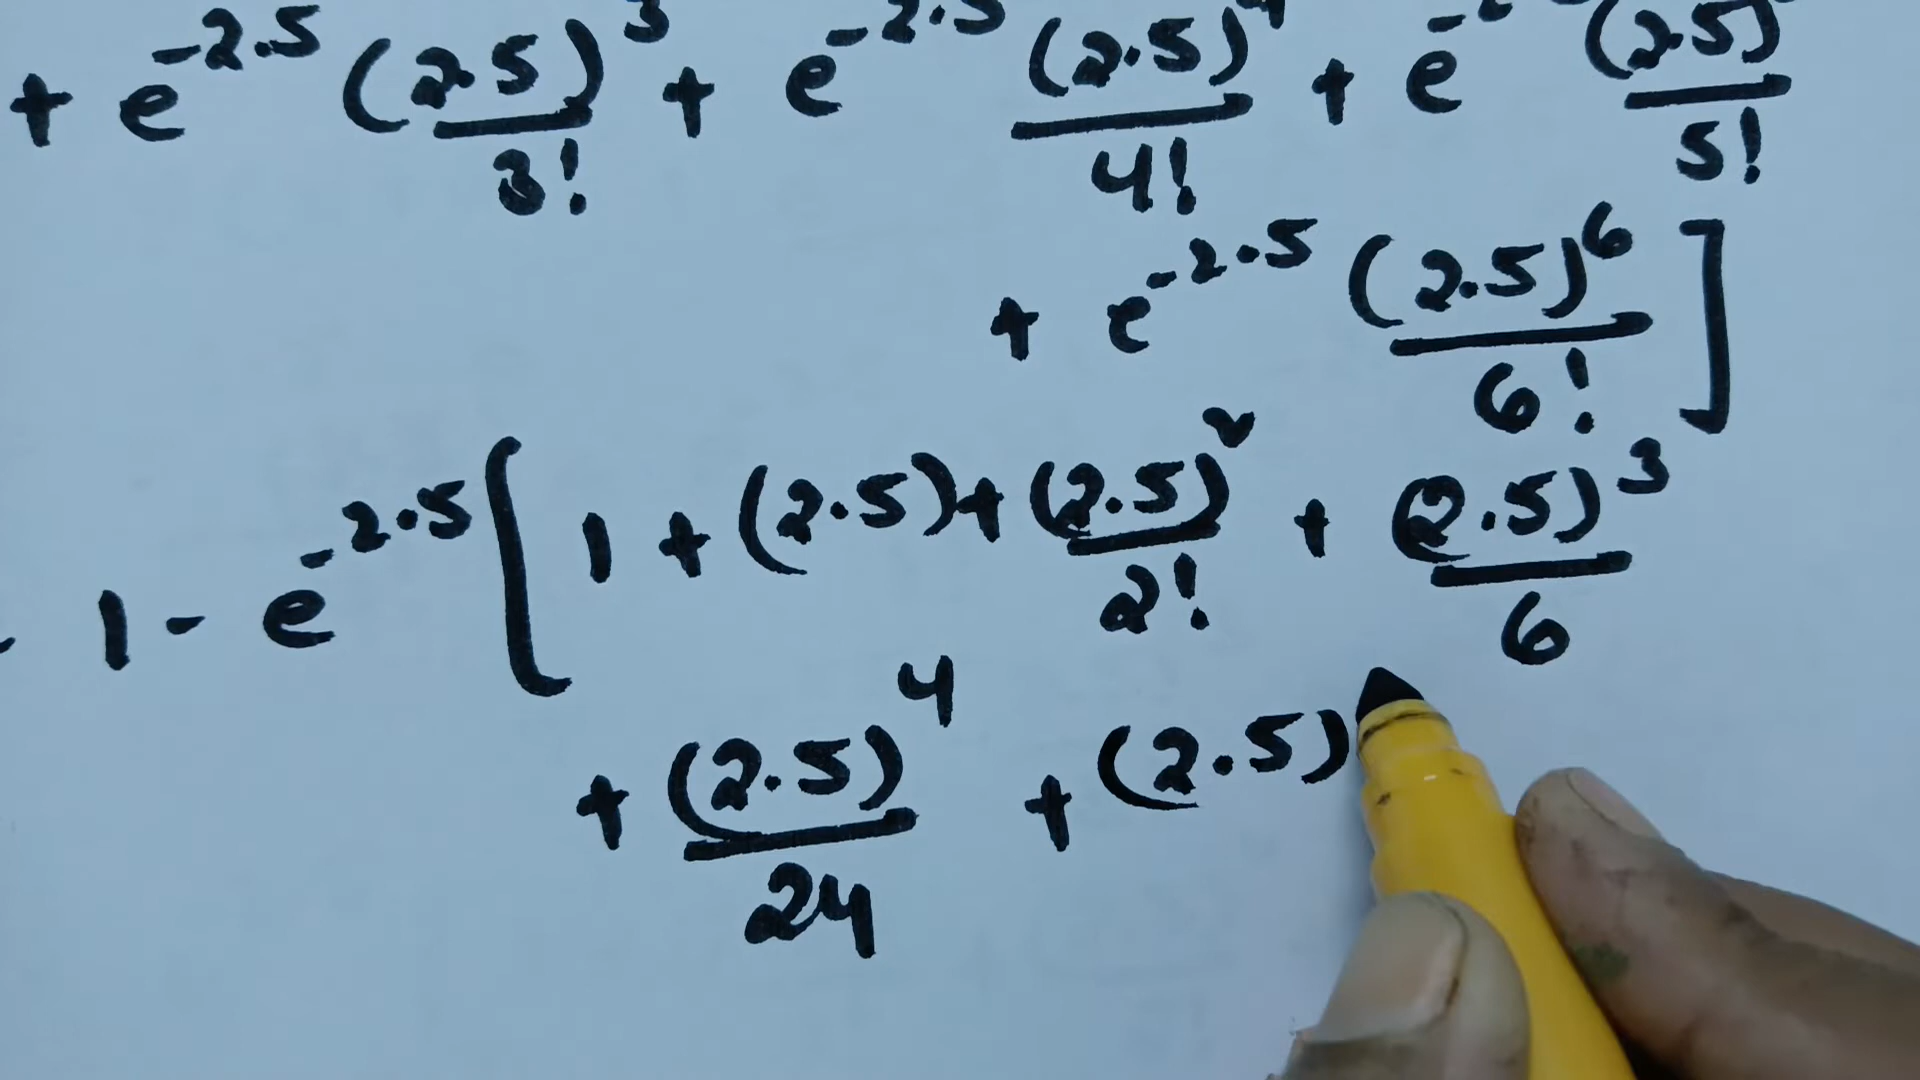 + e^-2.5 (2.5)^3/3! + e^-2.5 (2.5)^4/4! + e^- (2.5)/5!
+ e^-2.5 (2.5)^6/6! ]
1 - e^-2.5 [ 1 + (2.5) + (2.5)^2/2! + (2.5)^3/6
+ (2.5)^4/24 + (2.5)